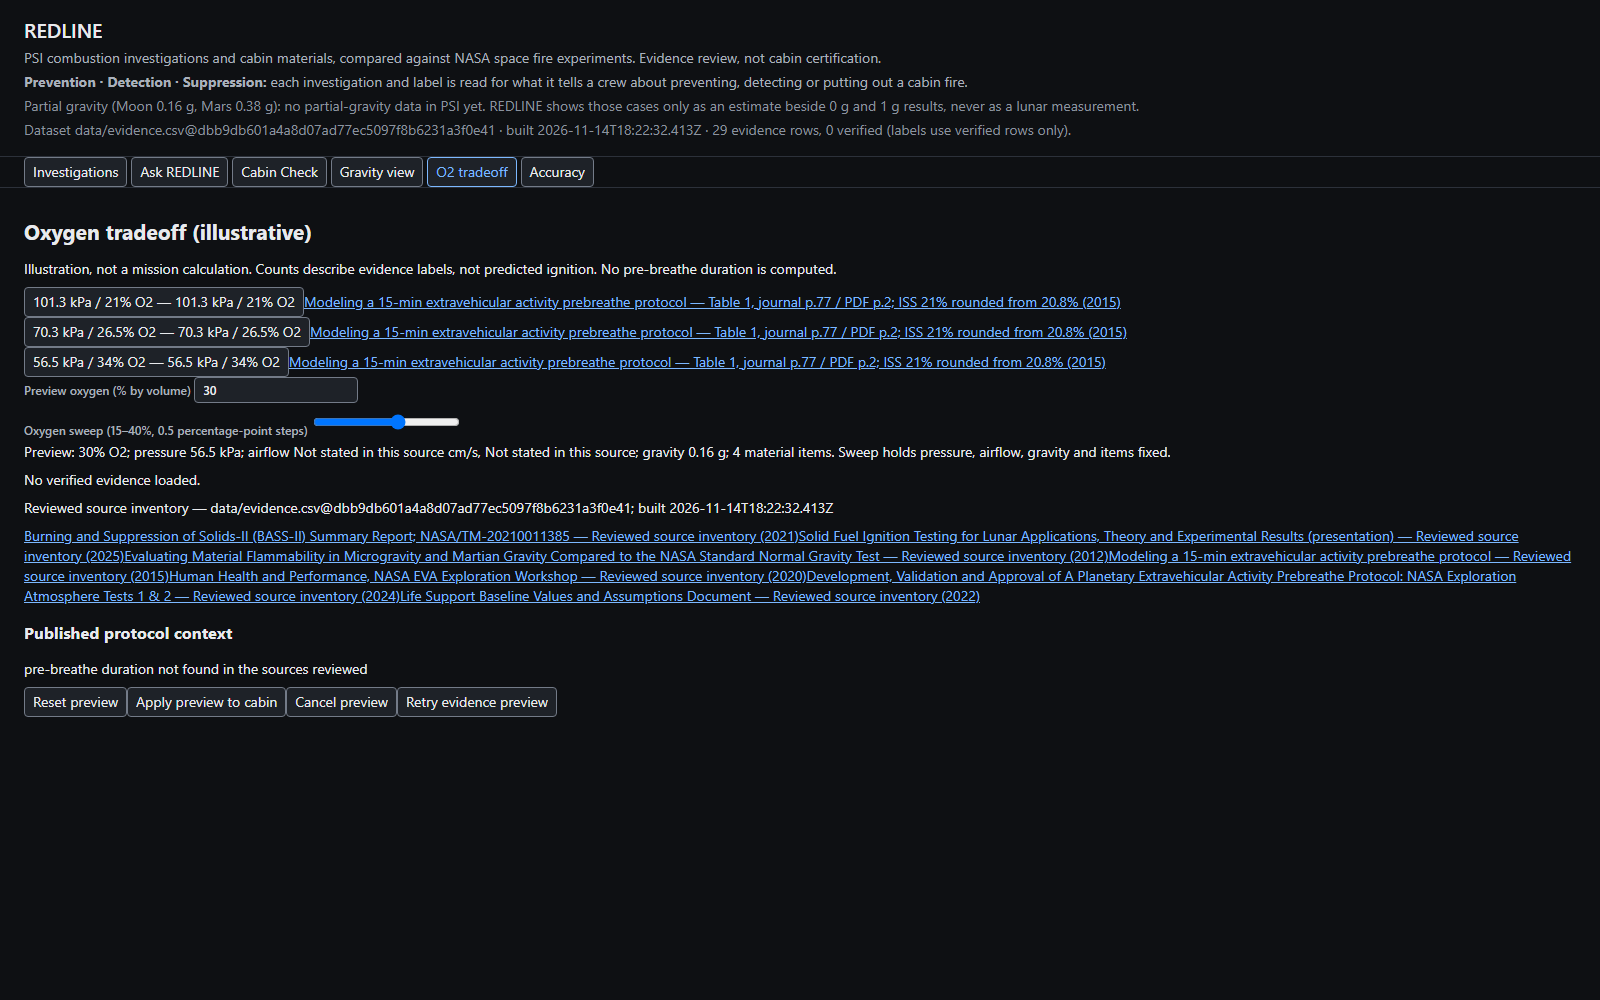 REDLINE
PSI combustion investigations and cabin materials, compared against NASA space fire experiments. Evidence review, not cabin certification.
Prevention · Detection · Suppression: each investigation and label is read for what it tells a crew about preventing, detecting or putting out a cabin fire.
Partial gravity (Moon 0.16 g, Mars 0.38 g): no partial-gravity data in PSI yet. REDLINE shows those cases only as an estimate beside 0 g and 1 g results, never as a lunar measurement.
Dataset data/evidence.csv@dbb9db601a4a8d07ad77ec5097f8b6231a3f0e41 · built 2026-11-14T18:22:32.413Z · 29 evidence rows, 0 verified (labels use verified rows only).
Investigations Ask REDLINE Cabin Check Gravity view O2 tradeoff Accuracy
Oxygen tradeoff (illustrative)
Illustration, not a mission calculation. Counts describe evidence labels, not predicted ignition. No pre-breathe duration is computed.
101.3 kPa / 21% O2 — 101.3 kPa / 21% O2 Modeling a 15-min extravehicular activity prebreathe protocol — Table 1, journal p.77 / PDF p.2; ISS 21% rounded from 20.8% (2015)
70.3 kPa / 26.5% O2 — 70.3 kPa / 26.5% O2 Modeling a 15-min extravehicular activity prebreathe protocol — Table 1, journal p.77 / PDF p.2; ISS 21% rounded from 20.8% (2015)
56.5 kPa / 34% O2 — 56.5 kPa / 34% O2 Modeling a 15-min extravehicular activity prebreathe protocol — Table 1, journal p.77 / PDF p.2; ISS 21% rounded from 20.8% (2015)
Preview oxygen (% by volume) 30
Oxygen sweep (15–40%, 0.5 percentage-point steps)
Preview: 30% O2; pressure 56.5 kPa; airflow Not stated in this source cm/s, Not stated in this source; gravity 0.16 g; 4 material items. Sweep holds pressure, airflow, gravity and items fixed.
No verified evidence loaded.
Reviewed source inventory — data/evidence.csv@dbb9db601a4a8d07ad77ec5097f8b6231a3f0e41; built 2026-11-14T18:22:32.413Z
Burning and Suppression of Solids-II (BASS-II) Summary Report; NASA/TM-20210011385 — Reviewed source inventory (2021)Solid Fuel Ignition Testing for Lunar Applications, Theory and Experimental Results (presentation) — Reviewed source
inventory (2025)Evaluating Material Flammability in Microgravity and Martian Gravity Compared to the NASA Standard Normal Gravity Test — Reviewed source inventory (2012)Modeling a 15-min extravehicular activity prebreathe protocol — Reviewed
source inventory (2015)Human Health and Performance, NASA EVA Exploration Workshop — Reviewed source inventory (2020)Development, Validation and Approval of A Planetary Extravehicular Activity Prebreathe Protocol: NASA Exploration
Atmosphere Tests 1 & 2 — Reviewed source inventory (2024)Life Support Baseline Values and Assumptions Document — Reviewed source inventory (2022)
Published protocol context
pre-breathe duration not found in the sources reviewed
Reset preview Apply preview to cabin Cancel preview Retry evidence preview